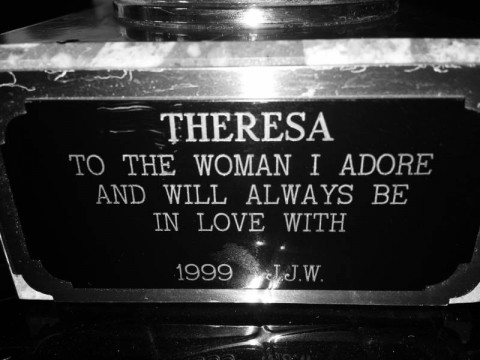 THERESA
TO THE WOMAN I ADORE
AND WILL ALWAYS BE
IN LOVE WITH
1999 J.J.W.